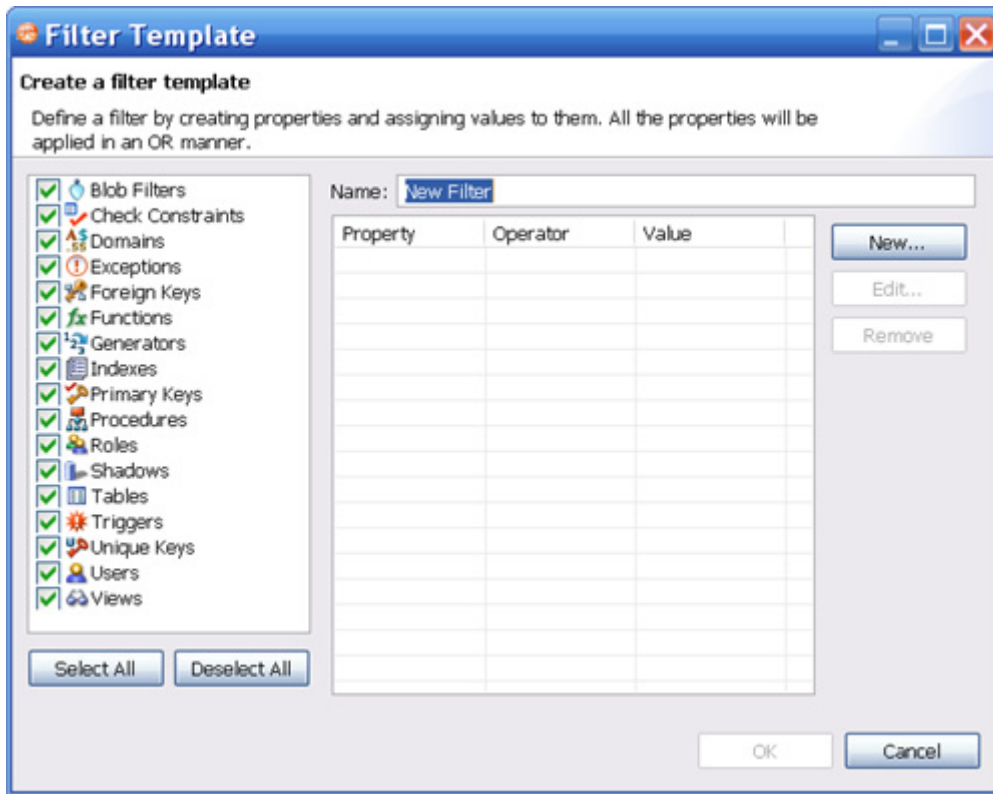 Filter Template
Create a filter template
Define a filter by creating properties and assigning values to them. All the properties will be
applied in an OR manner.
Blob Filters
Check Constraints
Domains
Exceptions
Foreign Keys
Functions
Generators
Indexes
Primary Keys
Procedures
Roles
Shadows
Tables
Triggers
Unique Keys
Users
Views
Select All
Deselect All
Name: New Filter
Property Operator Value
New...
Edit...
Remove
OK
Cancel